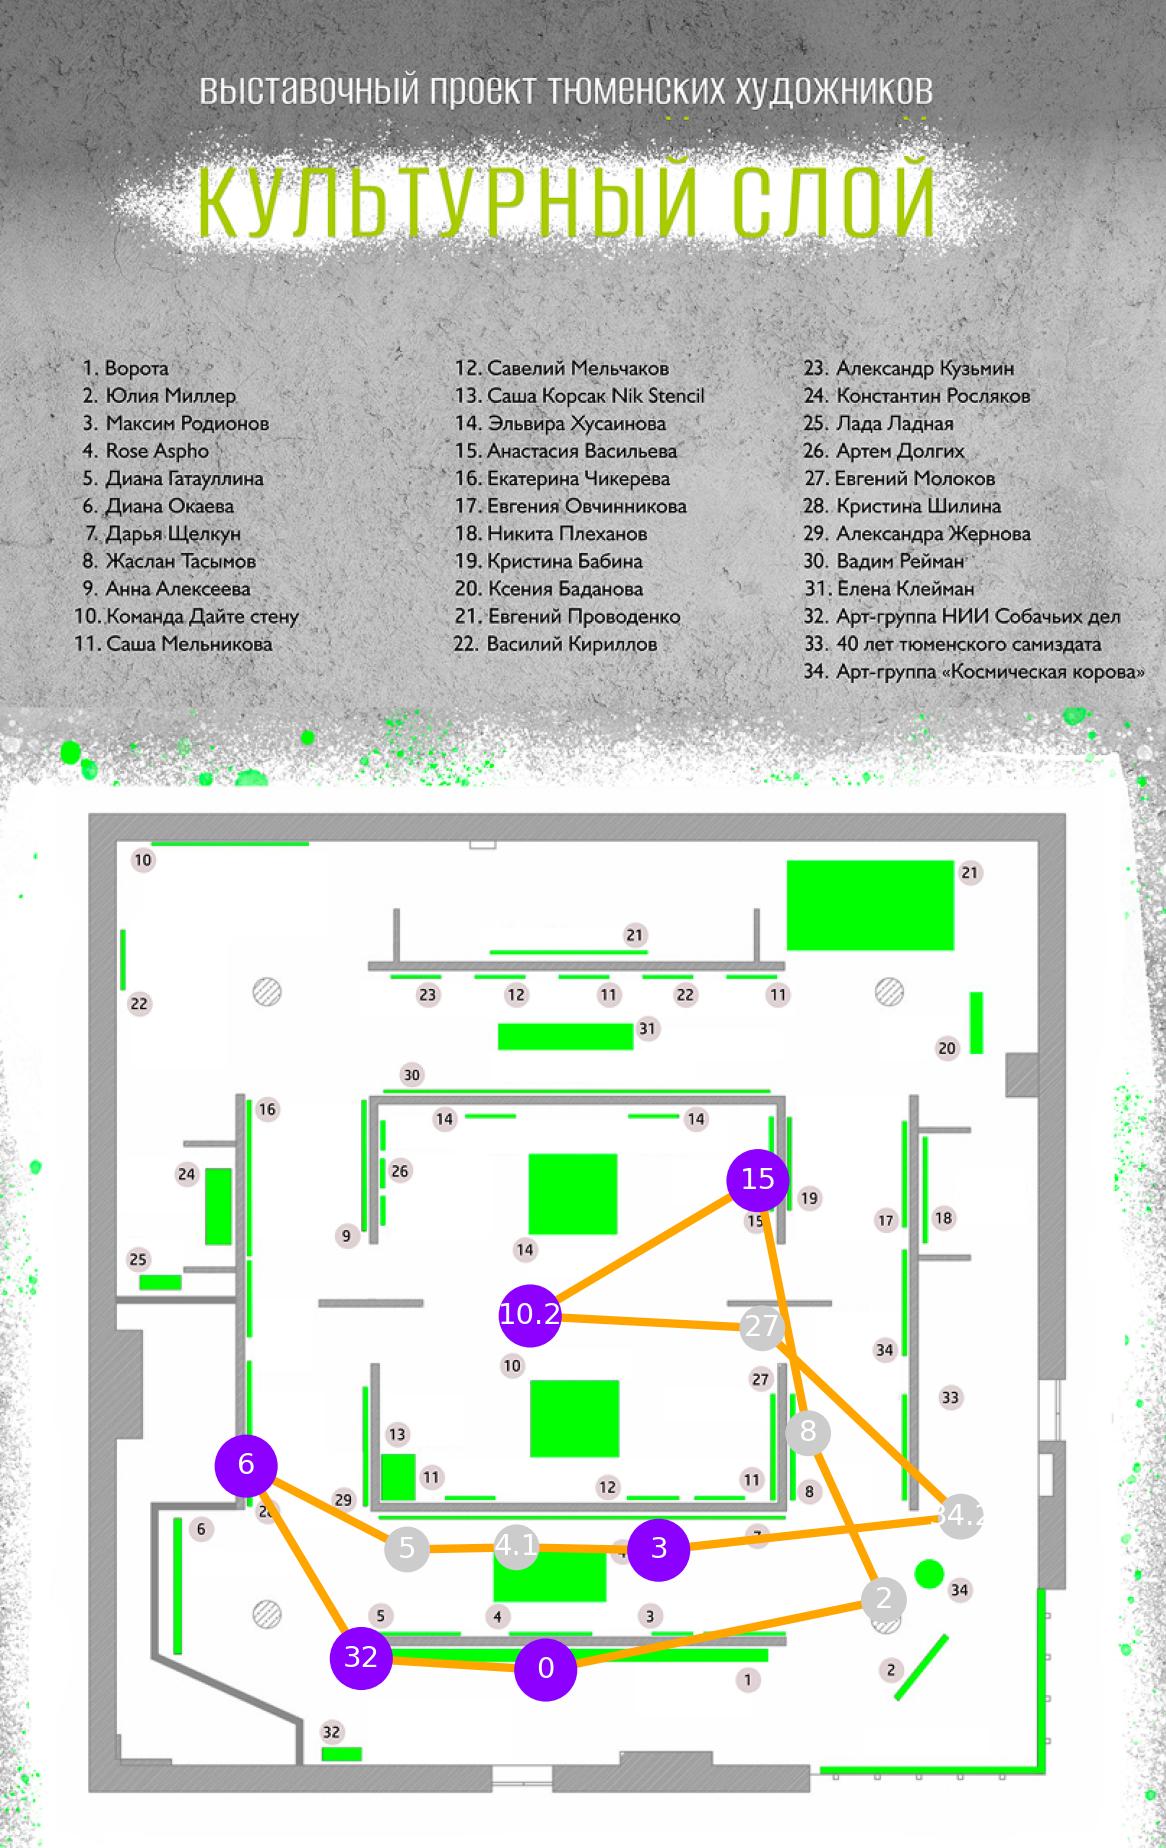 выставочный проект тюменских художников
КУЛЬТУРНЫЙ СЛОЙ
1. Ворота
2. Юлия Миллер
3. Максим Родионов
4. Rose Aspho
5. Диана Гатауллина
6. Диана Окаева
7. Дарья Щелкун
8. Жаслан Тасымов
9. Анна Алексеева
10. Команда Дайте стену
11. Саша Мельникова
12. Савелий Мельчаков
13. Саша Корсак Nik Stencil
14. Эльвира Хусаинова
15. Анастасия Васильева
16. Екатерина Чикерева
17. Евгения Овчинникова
18. Никита Плеханов
19. Кристина Бабина
20. Ксения Баданова
21. Евгений Проводенко
22. Василий Кириллов
23. Александр Кузьмин
24. Константин Росляков
25. Лада Ладная
26. Артем Долгих
27. Евгений Молоков
28. Кристина Шилина
29. Александра Жернова
30. Вадим Рейман
31. Елена Клейман
32. Арт-группа НИИ Собачьих дел
33. 40 лет тюменского самиздата
34. Арт-группа «Космическая корова»
10
21
21
22
23
12
11
22
11
31
20
30
16
14
14
24
26
15
19
9
15
17
18
25
14
10.2
27
34
10
27
33
13
8
6
11
12
11
29
8
34.2
6
5
4.1
3
7
34
5
4
3
2
32
0
2
1
32